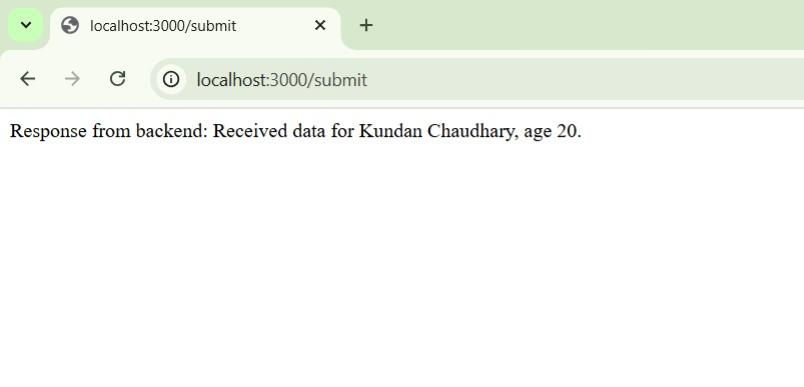 localhost:3000/submit
localhost:3000/submit
Response from backend: Received data for Kundan Chaudhary, age 20.